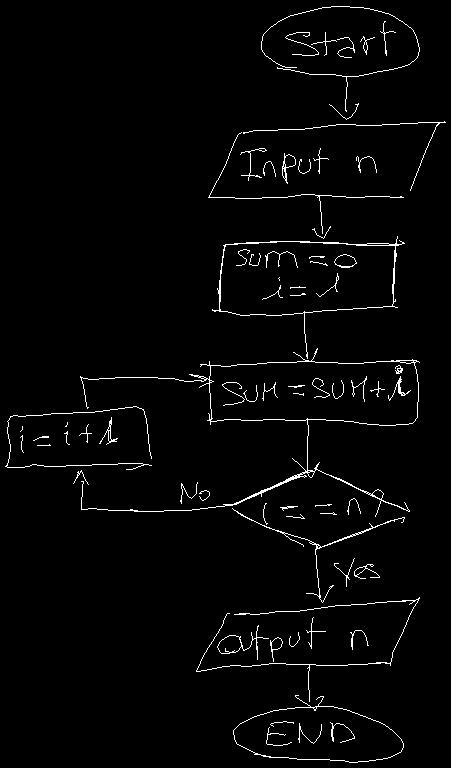 Start
Input n
sum = 0
i = 1
SUM = SUM + i
i = i + 1
No
i == n ?
Yes
output n
END